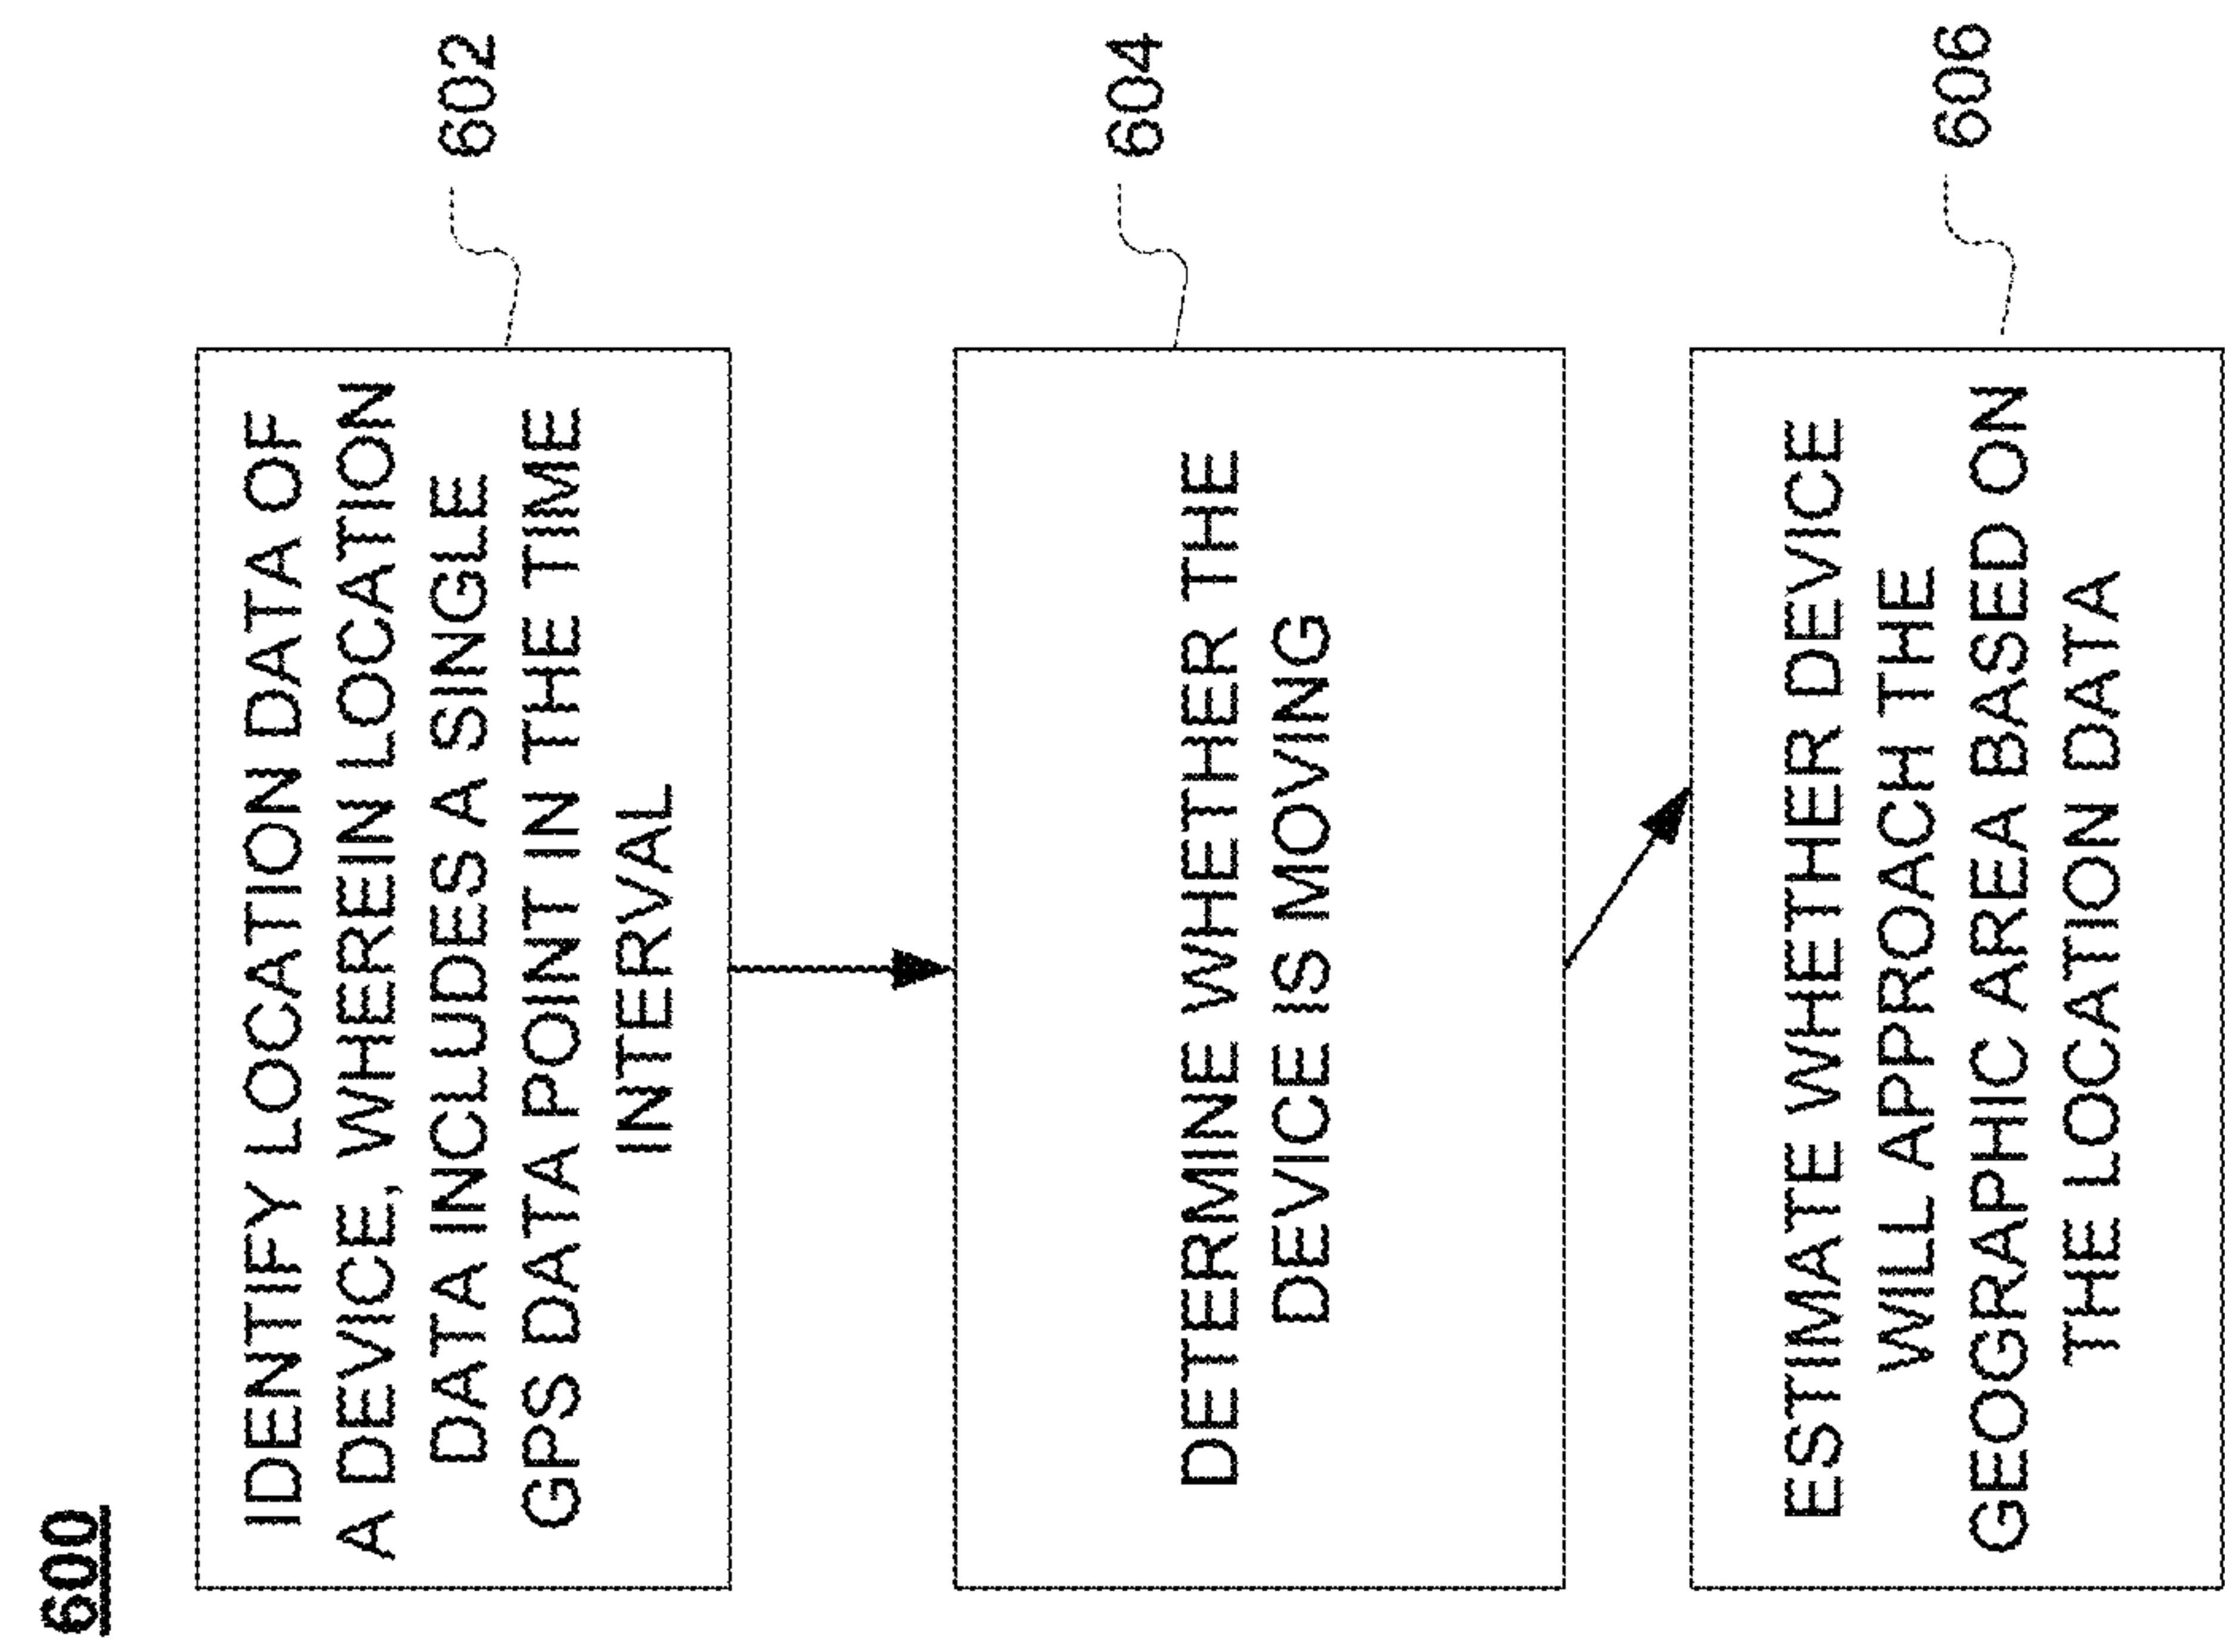 600
IDENTIFY LOCATION DATA OF
A DEVICE, WHEREIN LOCATION
DATA INCLUDES A SINGLE
GPS DATA POINT IN THE TIME
INTERVAL
602
DETERMINE WHETHER THE
DEVICE IS MOVING
604
ESTIMATE WHETHER DEVICE
WILL APPROACH THE
GEOGRAPHIC AREA BASED ON
THE LOCATION DATA
606